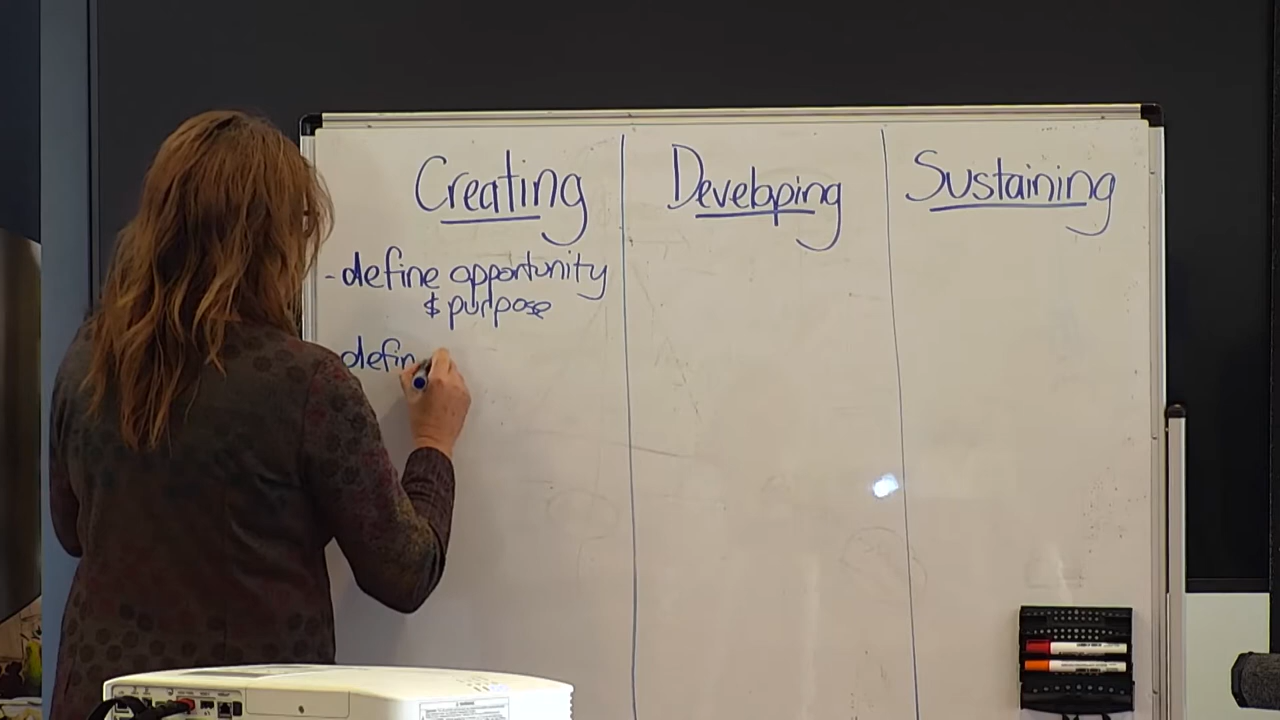 Creating
Developing
Sustaining
- define opportunity
& purpose
defin